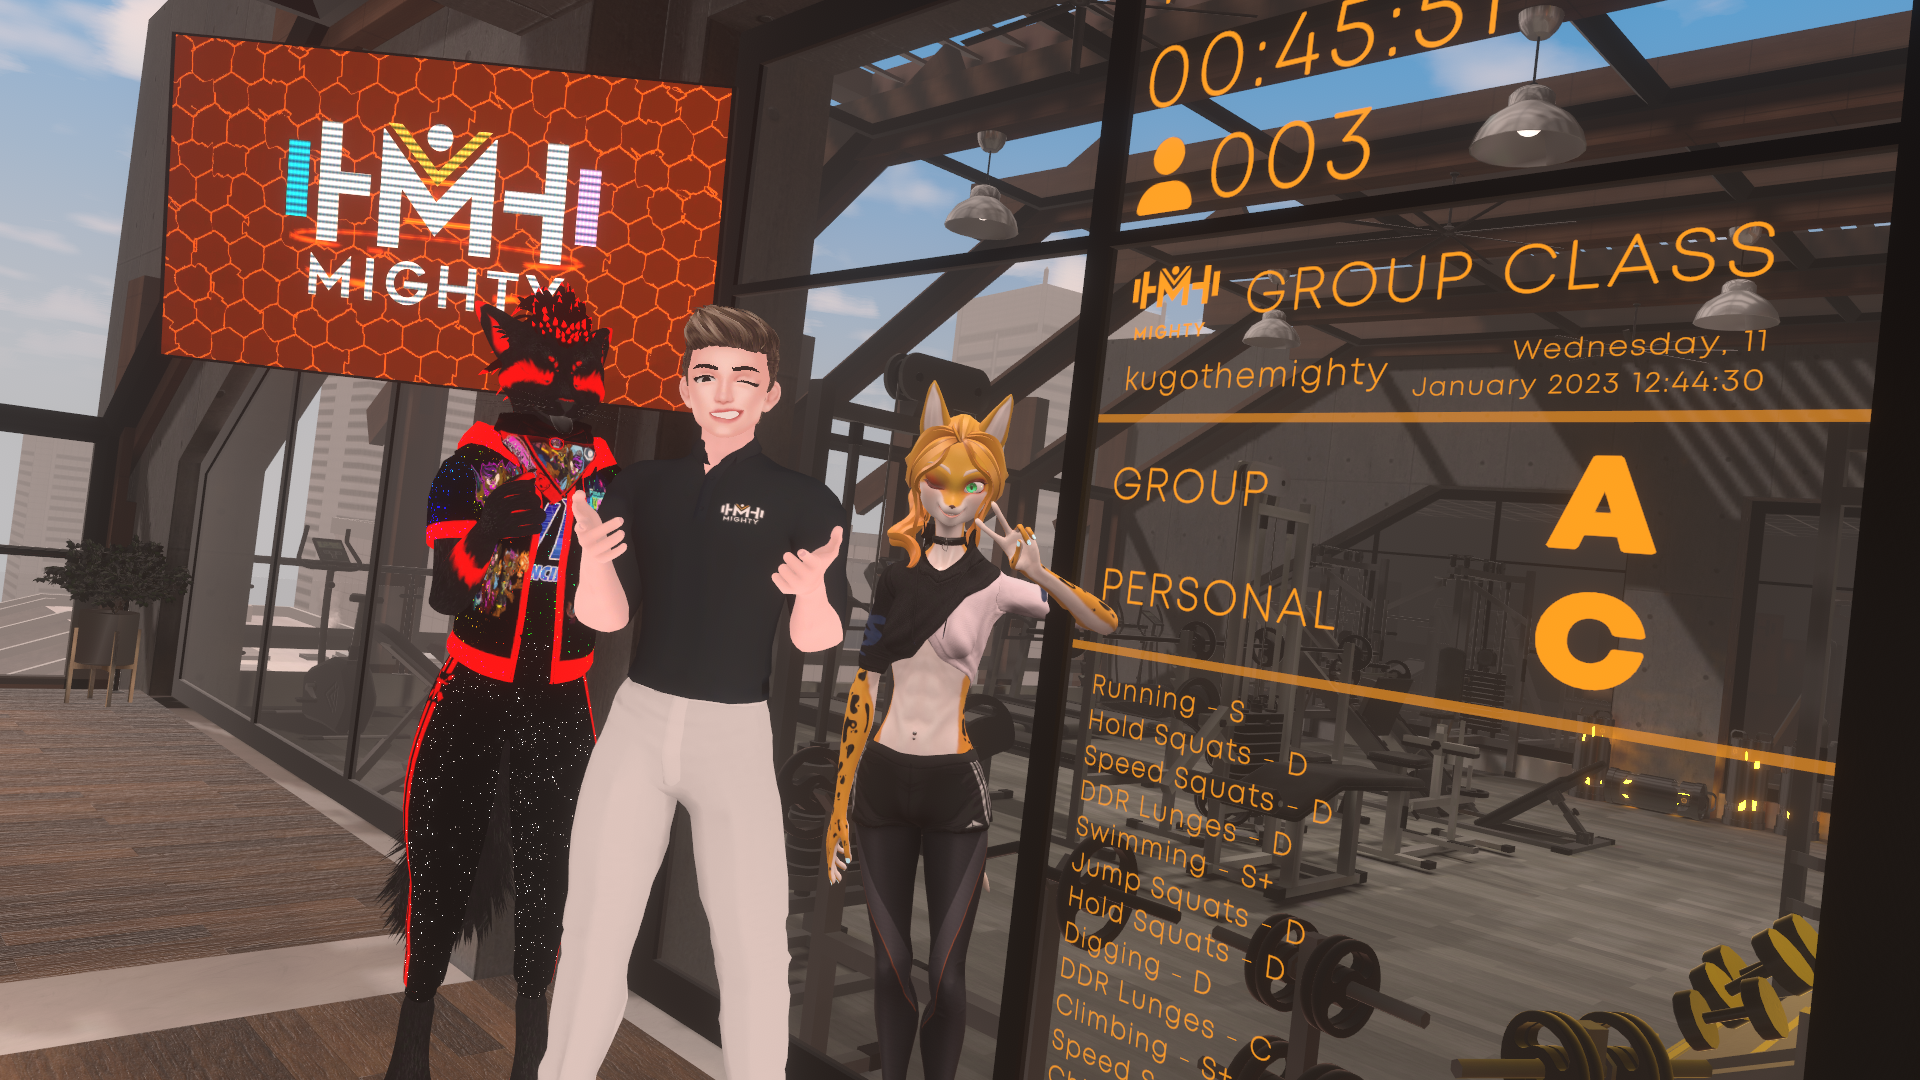 MIGHTY
MIGHTY
00:45:51
003
GROUP CLASS
MIGHTY
kugothemighty
Wednesday, 11
January 2023 12:44:30
GROUP
A
PERSONAL
C
Running - S
Hold Squats - D
Speed Squats - D
DDR Lunges - D
Swimming - S+
Jump Squats - D
Hold Squats - D
Digging - D
DDR Lunges - C
Climbing - S+
Speed